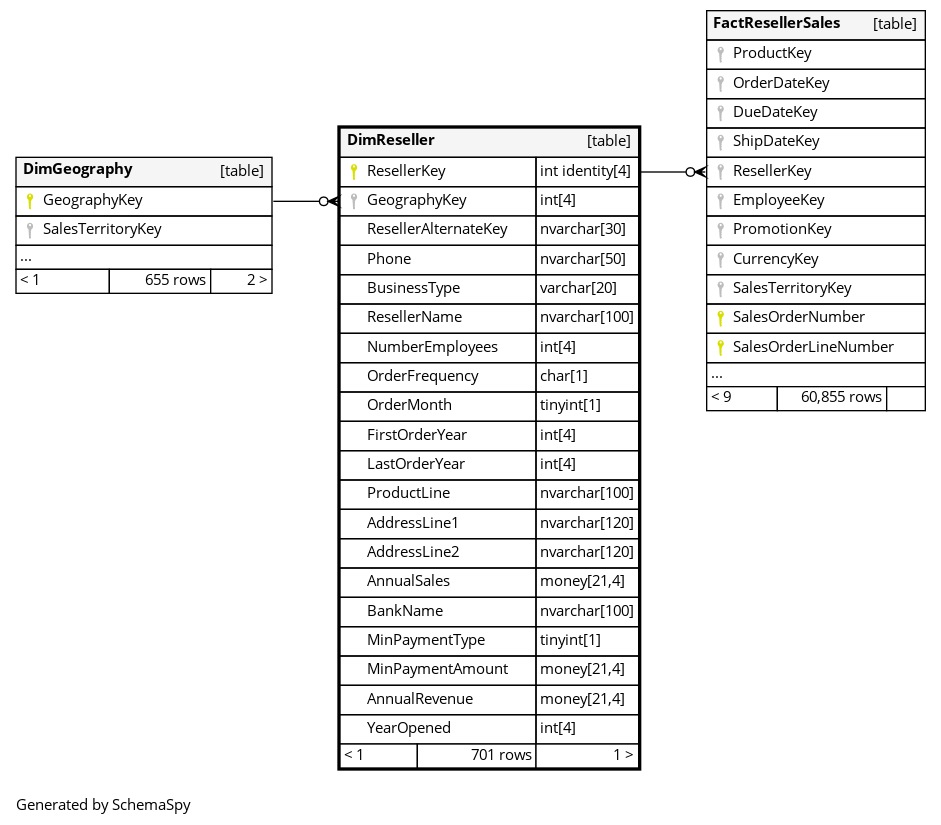 DimGeography [table]
GeographyKey
SalesTerritoryKey
...
< 1 655 rows 2 >
DimReseller [table]
ResellerKey int identity[4]
GeographyKey int[4]
ResellerAlternateKey nvarchar[30]
Phone nvarchar[50]
BusinessType varchar[20]
ResellerName nvarchar[100]
NumberEmployees int[4]
OrderFrequency char[1]
OrderMonth tinyint[1]
FirstOrderYear int[4]
LastOrderYear int[4]
ProductLine nvarchar[100]
AddressLine1 nvarchar[120]
AddressLine2 nvarchar[120]
AnnualSales money[21,4]
BankName nvarchar[100]
MinPaymentType tinyint[1]
MinPaymentAmount money[21,4]
AnnualRevenue money[21,4]
YearOpened int[4]
< 1 701 rows 1 >
FactResellerSales [table]
ProductKey
OrderDateKey
DueDateKey
ShipDateKey
ResellerKey
EmployeeKey
PromotionKey
CurrencyKey
SalesTerritoryKey
SalesOrderNumber
SalesOrderLineNumber
...
< 9 60,855 rows
Generated by SchemaSpy